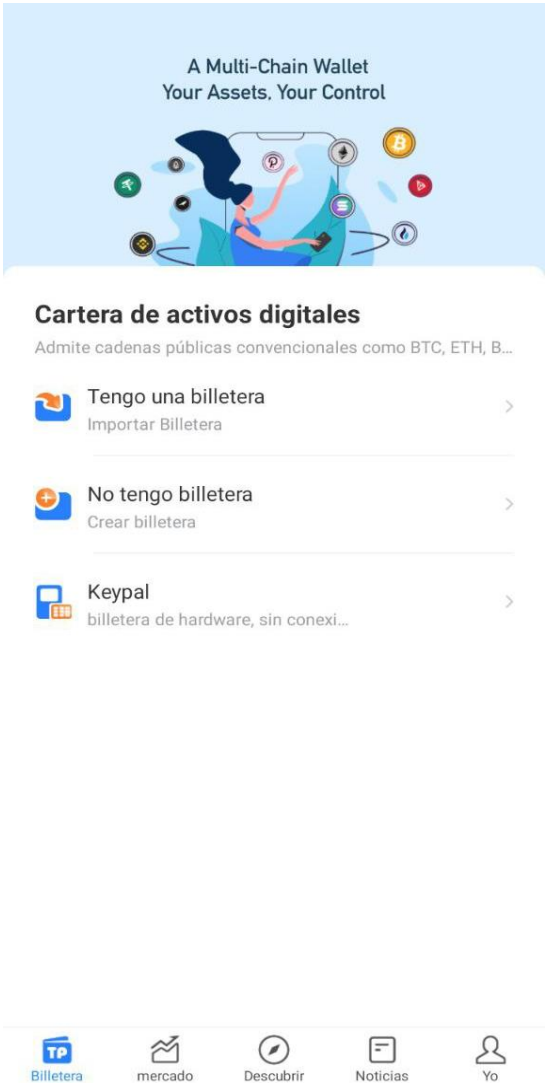 A Multi-Chain Wallet
Your Assets, Your Control
Cartera de activos digitales
Admite cadenas públicas convencionales como BTC, ETH, B...
Tengo una billetera
Importar Billetera
No tengo billetera
Crear billetera
Keypal
billetera de hardware, sin conexi...
TP
Billetera
mercado
Descubrir
Noticias
Yo